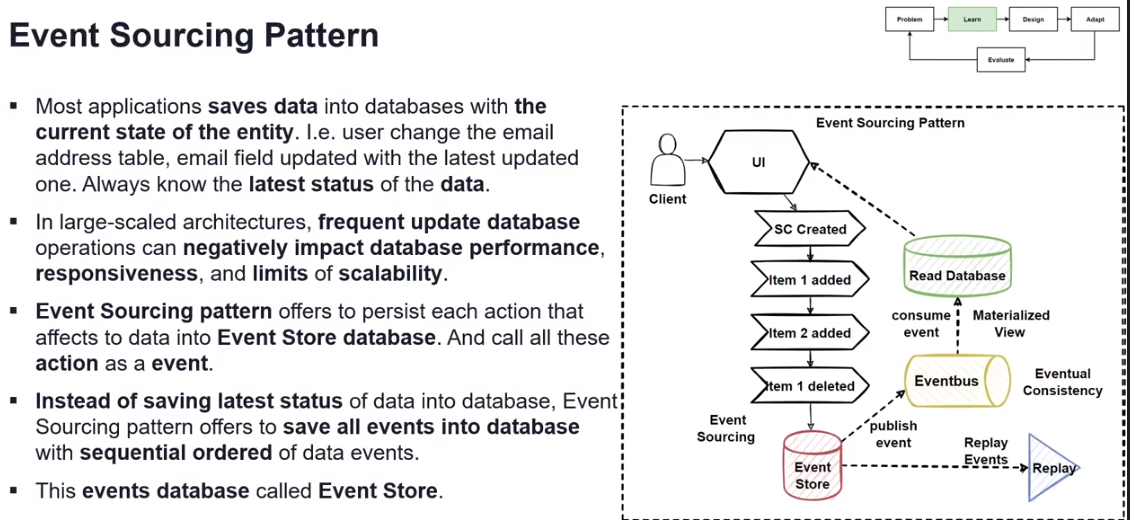 Event Sourcing Pattern
Problem
Learn
Design
Adapt
Evaluate
▪ Most applications saves data into databases with the
current state of the entity. I.e. user change the email
address table, email field updated with the latest updated
one. Always know the latest status of the data.
▪ In large-scaled architectures, frequent update database
operations can negatively impact database performance,
responsiveness, and limits of scalability.
▪ Event Sourcing pattern offers to persist each action that
affects to data into Event Store database. And call all these
action as a event.
▪ Instead of saving latest status of data into database, Event
Sourcing pattern offers to save all events into database
with sequential ordered of data events.
▪ This events database called Event Store.
Event Sourcing Pattern
Client
UI
SC Created
Item 1 added
Item 2 added
Item 1 deleted
Event
Sourcing
Event
Store
publish
event
Eventbus
Eventual
Consistency
consume
event
Materialized
View
Read Database
Replay
Events
Replay